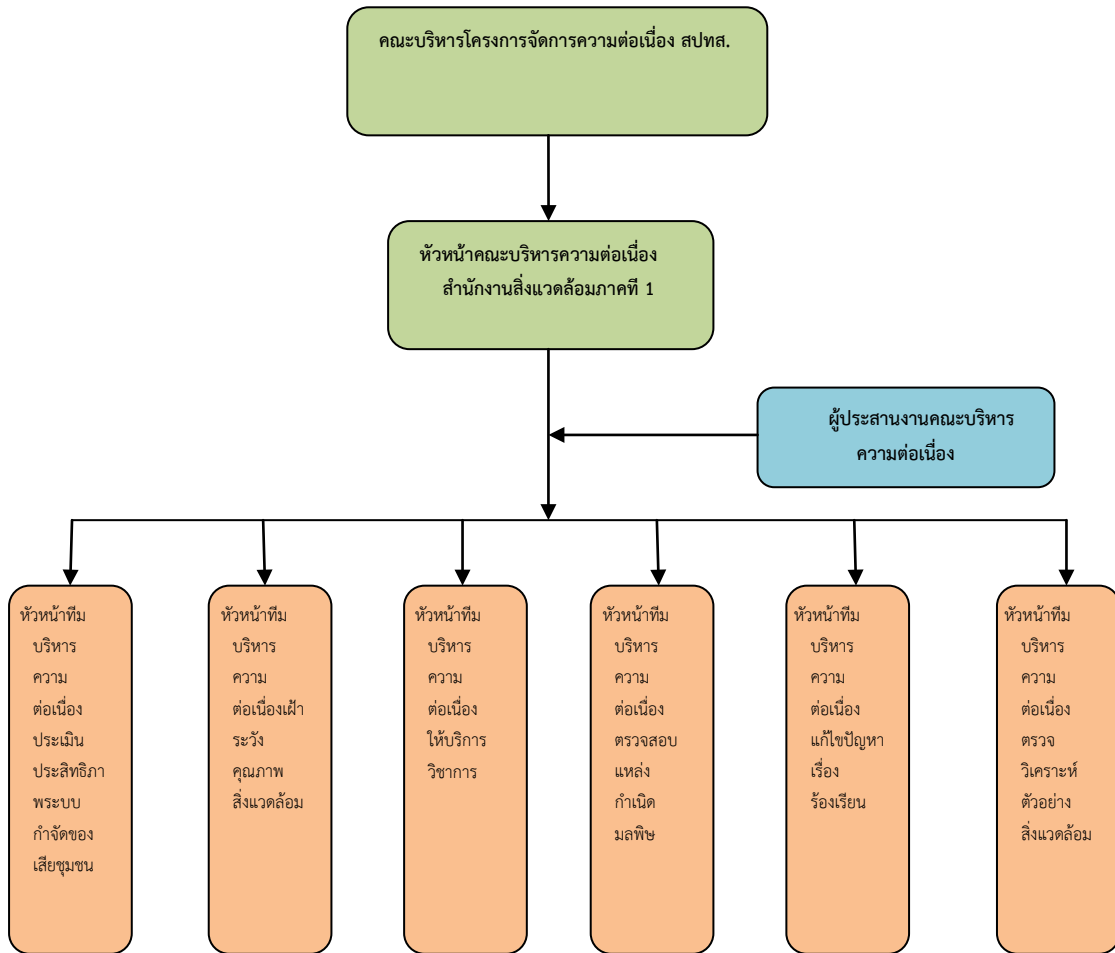 คณะบริหารโครงการจัดการความต่อเนื่อง สปทส.
หัวหน้าคณะบริหารความต่อเนื่อง
สำนักงานสิ่งแวดล้อมภาคที่ 1
ผู้ประสานงานคณะบริหาร
ความต่อเนื่อง
หัวหน้าทีม
บริหาร
ความ
ต่อเนื่อง
ประเมิน
ประสิทธิภา
พระบบ
กำจัดของ
เสียชุมชน
หัวหน้าทีม
บริหาร
ความ
ต่อเนื่องเฝ้า
ระวัง
คุณภาพ
สิ่งแวดล้อม
หัวหน้าทีม
บริหาร
ความ
ต่อเนื่อง
ให้บริการ
วิชาการ
หัวหน้าทีม
บริหาร
ความ
ต่อเนื่อง
ตรวจสอบ
แหล่ง
กำเนิด
มลพิษ
หัวหน้าทีม
บริหาร
ความ
ต่อเนื่อง
แก้ไขปัญหา
เรื่อง
ร้องเรียน
หัวหน้าทีม
บริหาร
ความ
ต่อเนื่อง
ตรวจ
วิเคราะห์
ตัวอย่าง
สิ่งแวดล้อม